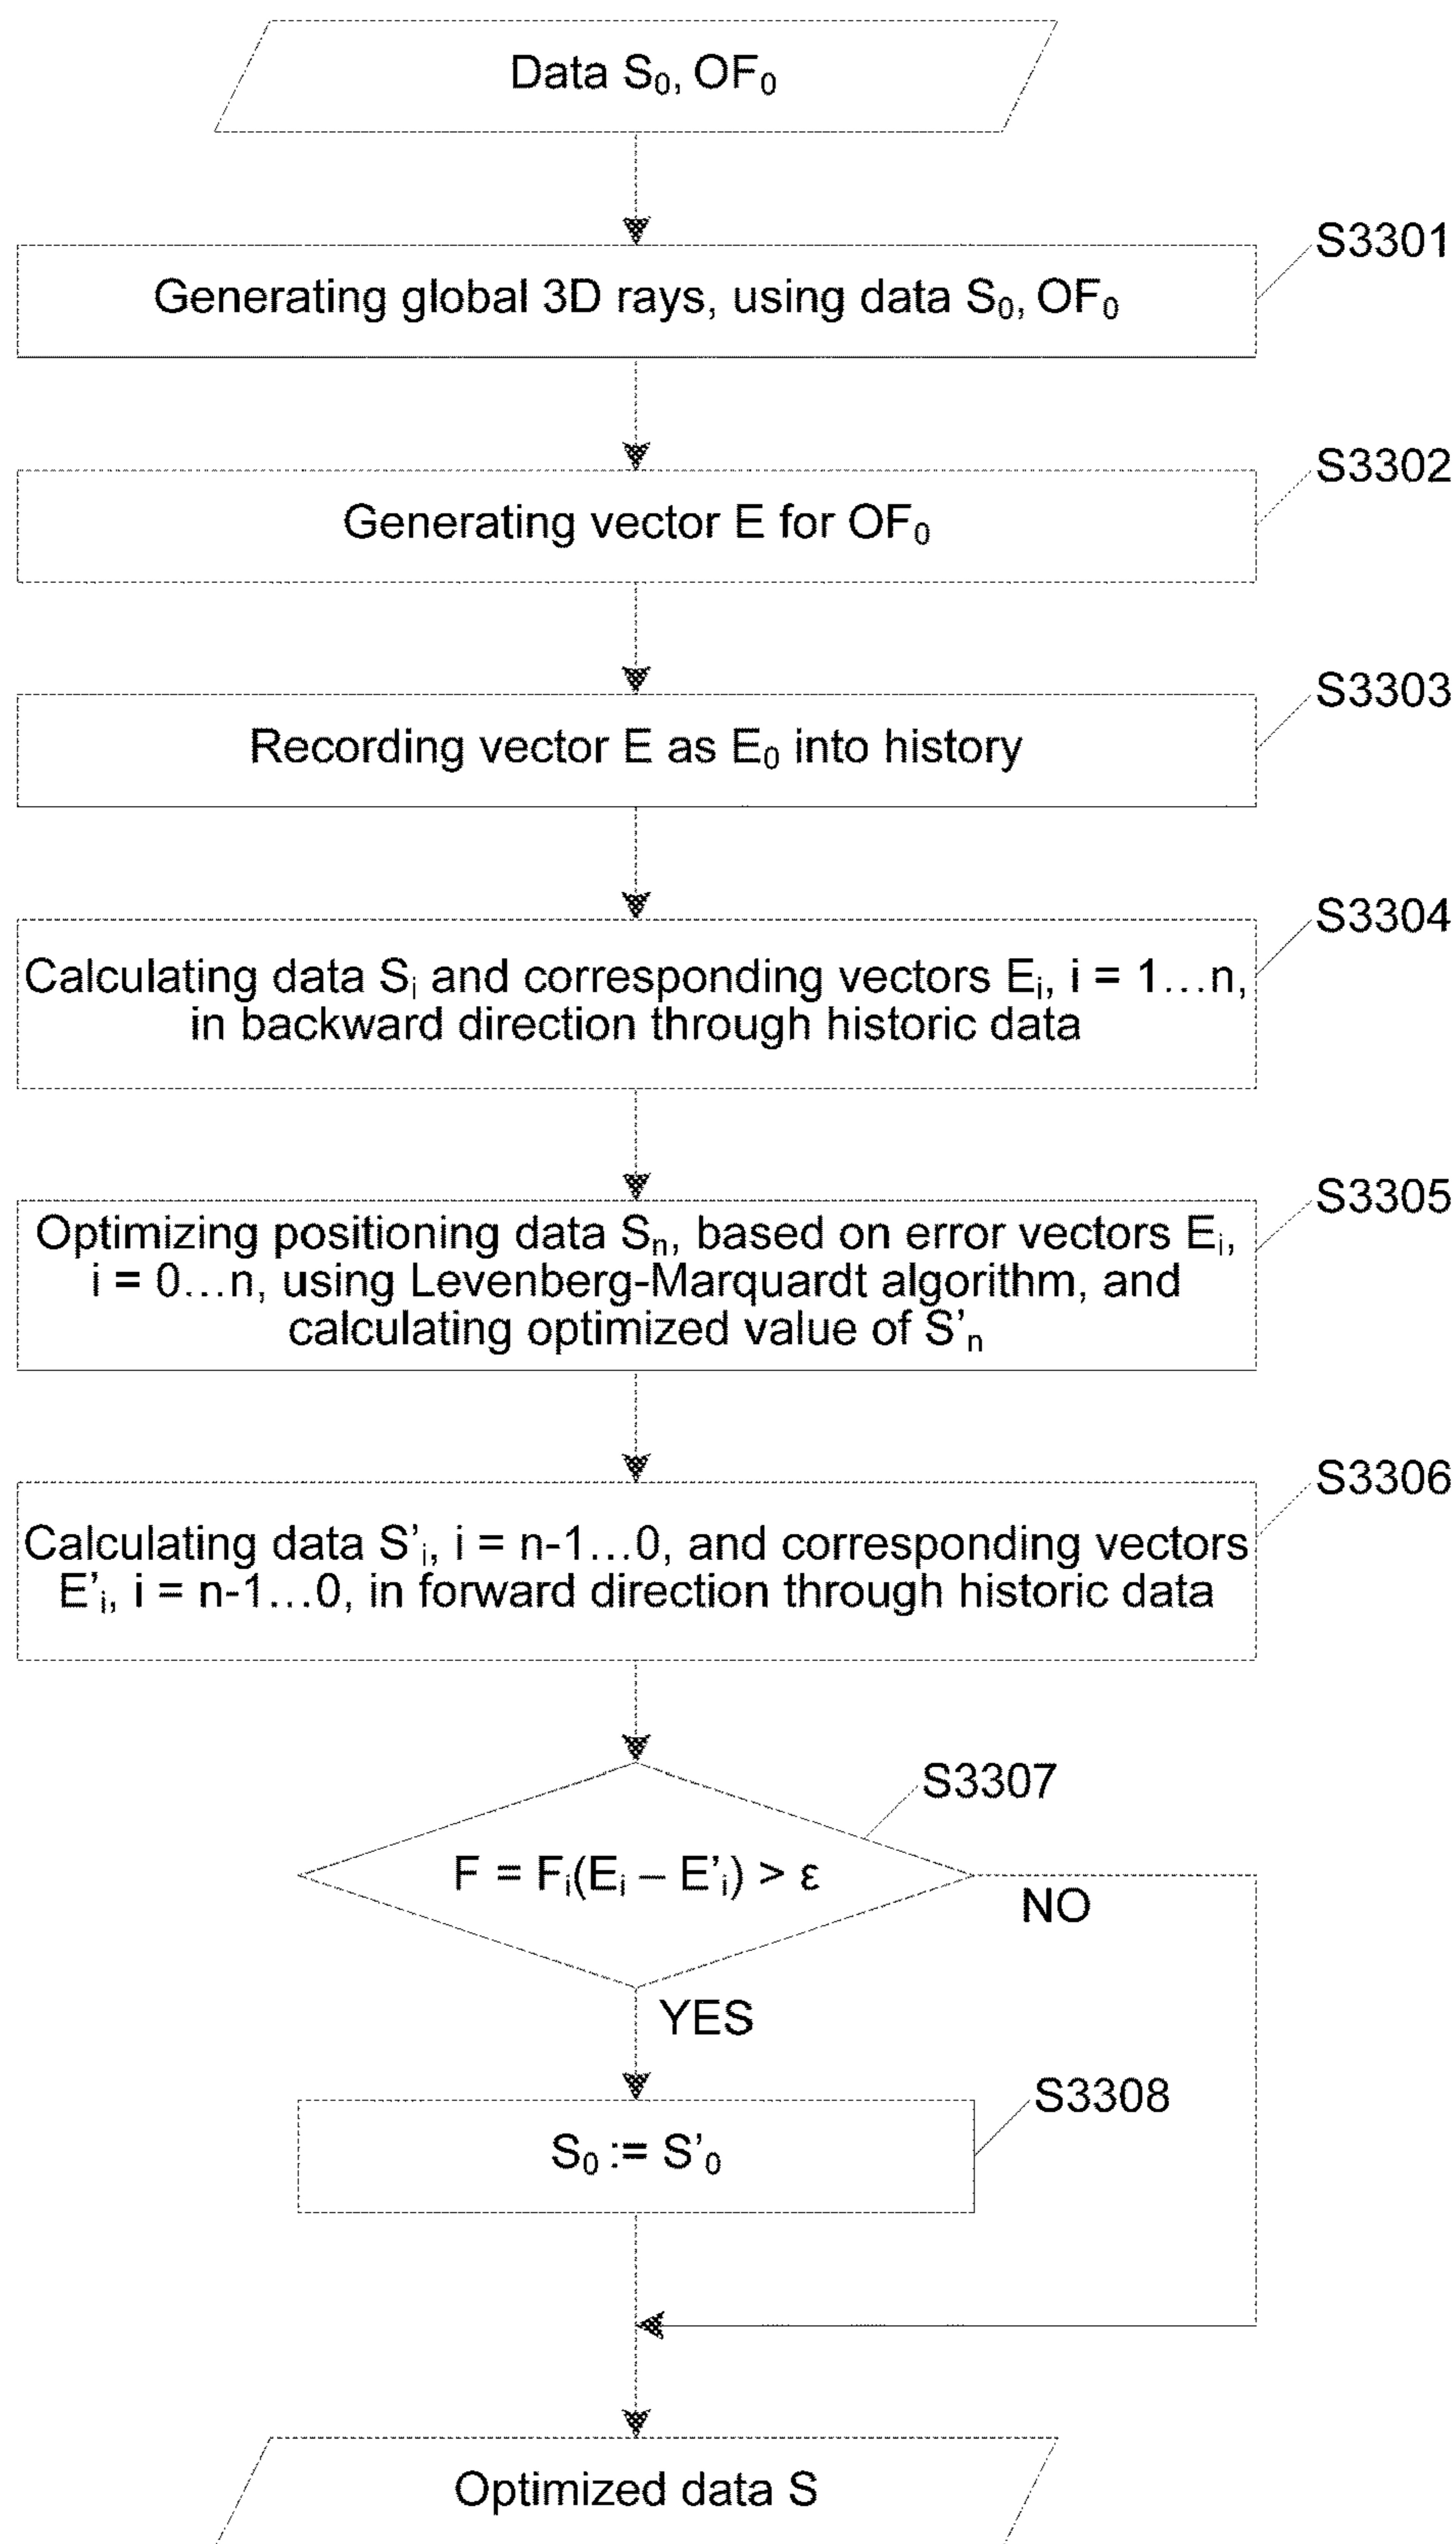 Data S₀, OF₀
S3301
Generating global 3D rays, using data S₀, OF₀
S3302
Generating vector E for OF₀
S3303
Recording vector E as E₀ into history
S3304
Calculating data Sᵢ and corresponding vectors Eᵢ, i = 1…n,
in backward direction through historic data
S3305
Optimizing positioning data Sₙ, based on error vectors Eᵢ,
i = 0…n, using Levenberg-Marquardt algorithm, and
calculating optimized value of S’ₙ
S3306
Calculating data S’ᵢ, i = n-1…0, and corresponding vectors
E’ᵢ, i = n-1…0, in forward direction through historic data
S3307
F = Fᵢ(Eᵢ – E’ᵢ) > ε
NO
YES
S3308
S₀ := S’₀
Optimized data S